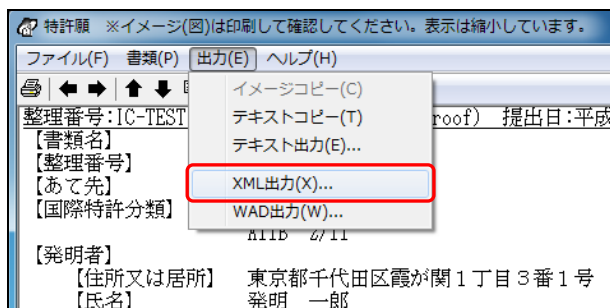 特許願　※イメージ(図)は印刷して確認してください。表示は縮小しています。
ファイル(F) 書類(P) 出力(E) ヘルプ(H)
イメージコピー(C)
テキストコピー(T)
テキスト出力(E)...
XML出力(X)...
WAD出力(W)...
整理番号:IC-TEST roof) 提出日:平成
【書類名】
【整理番号】
【あて先】
【国際特許分類】
A11B 2/11
【発明者】
【住所又は居所】 東京都千代田区霞が関１丁目３番１号
【氏名】 発明 一郎